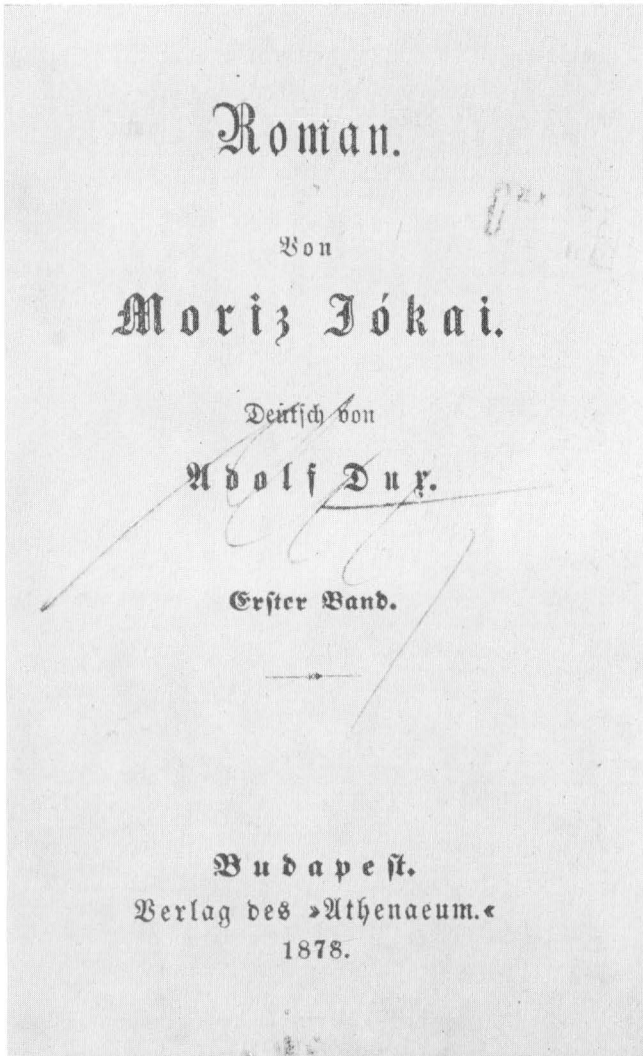 Roman.
Von
Moriz Jókai.
Deutsch von
Adolf Dux.
Erster Band.
Budapest.
Verlag des »Athenaeum.«
1878.